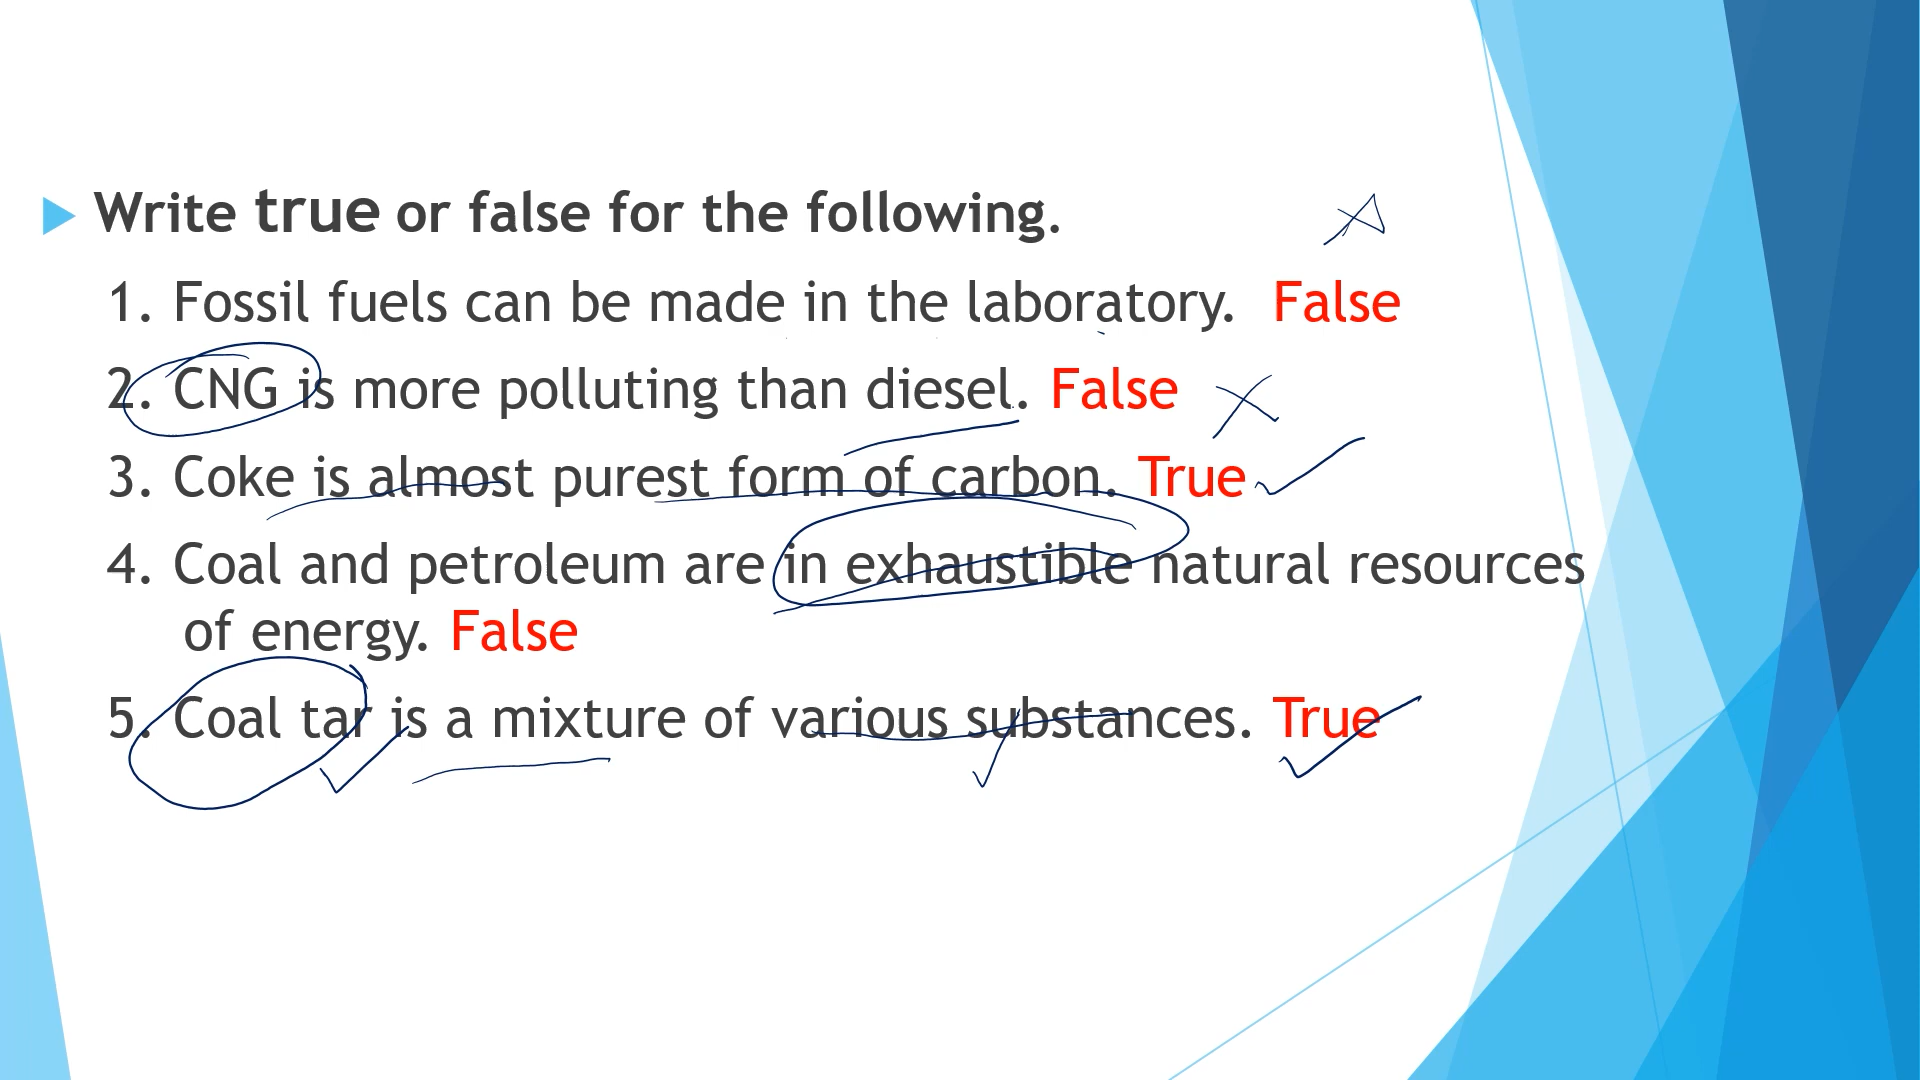 Write true or false for the following.
1. Fossil fuels can be made in the laboratory. False
2. CNG is more polluting than diesel. False
3. Coke is almost purest form of carbon. True
4. Coal and petroleum are in exhaustible natural resources
of energy. False
5. Coal tar is a mixture of various substances. True